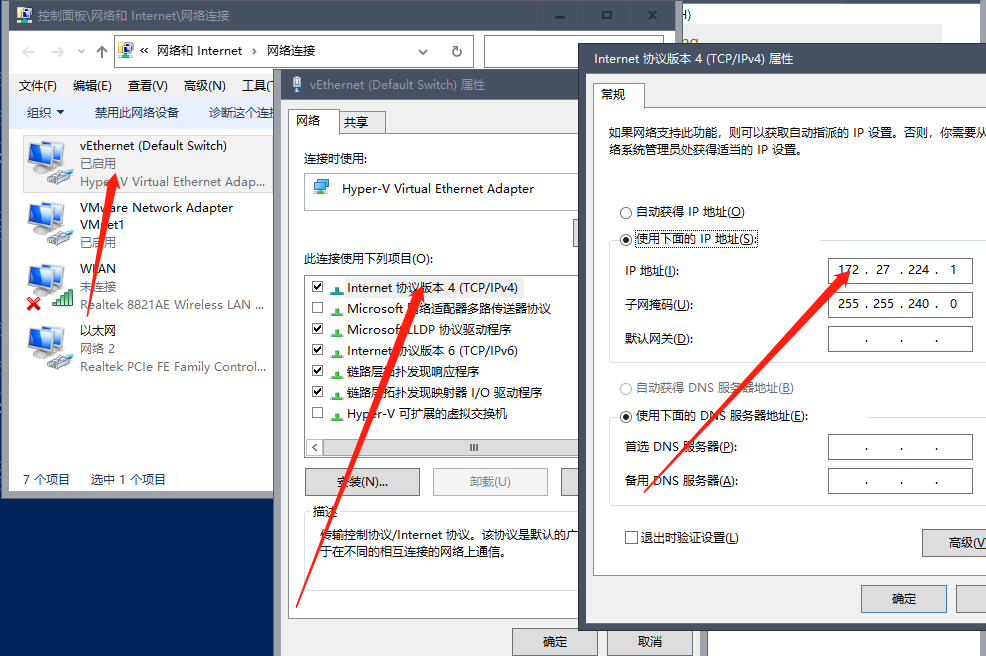 控制面板\网络和 Internet\网络连接
« 网络和 Internet › 网络连接
文件(F) 编辑(E) 查看(V) 高级(N) 工具(T
组织 禁用此网络设备 诊断这个连接
vEthernet (Default Switch)
已启用
Hyper-V Virtual Ethernet Adap...
VMware Network Adapter
VMnet1
已启用
WLAN
未连接
Realtek 8821AE Wireless LAN ...
以太网
网络 2
Realtek PCIe FE Family Control...
7 个项目 选中 1 个项目
vEthernet (Default Switch) 属性
网络 共享
连接时使用:
Hyper-V Virtual Ethernet Adapter
此连接使用下列项目(O):
Internet 协议版本 4 (TCP/IPv4)
Microsoft 网络适配器多路传送器协议
Microsoft LLDP 协议驱动程序
Internet 协议版本 6 (TCP/IPv6)
链路层拓扑发现响应程序
链路层拓扑发现映射器 I/O 驱动程序
Hyper-V 可扩展的虚拟交换机
安装(N)... 卸载(U)
描述
传输控制协议/Internet 协议。该协议是默认的广
于在不同的相互连接的网络上通信。
确定 取消
Internet 协议版本 4 (TCP/IPv4) 属性
常规
如果网络支持此功能，则可以获取自动指派的 IP 设置。否则，你需要从
络系统管理员处获得适当的 IP 设置。
自动获得 IP 地址(O)
使用下面的 IP 地址(S):
IP 地址(I): 172 . 27 . 224 . 1
子网掩码(U): 255 . 255 . 240 . 0
默认网关(D): . . .
自动获得 DNS 服务器地址(B)
使用下面的 DNS 服务器地址(E):
首选 DNS 服务器(P): . . .
备用 DNS 服务器(A): . . .
退出时验证设置(L)
高级(V
确定